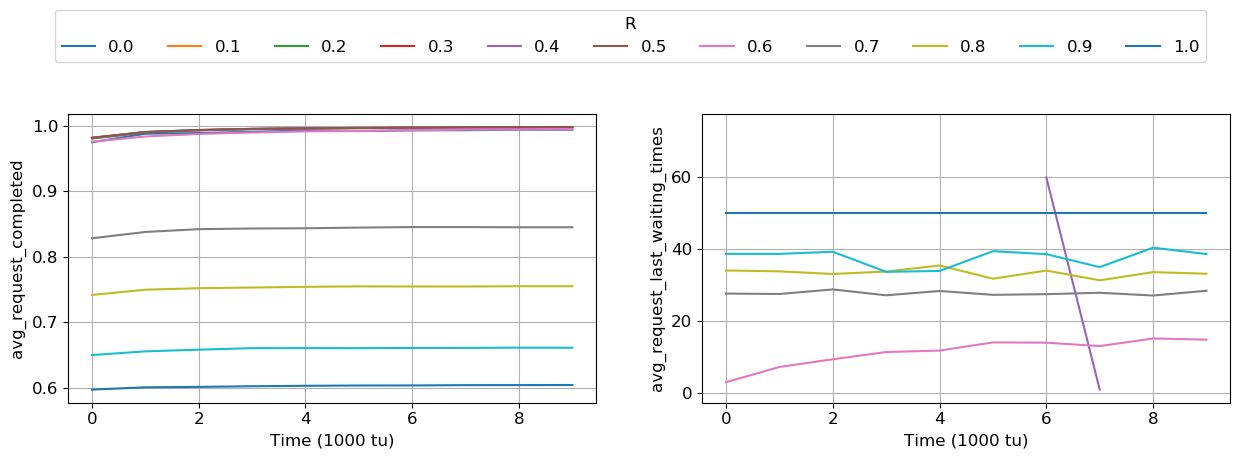 R
0.0 0.1 0.2 0.3 0.4 0.5 0.6 0.7 0.8 0.9 1.0
avg_request_completed
1.0
0.9
0.8
0.7
0.6
0 2 4 6 8
Time (1000 tu)
avg_request_last_waiting_times
60
40
20
0
0 2 4 6 8
Time (1000 tu)